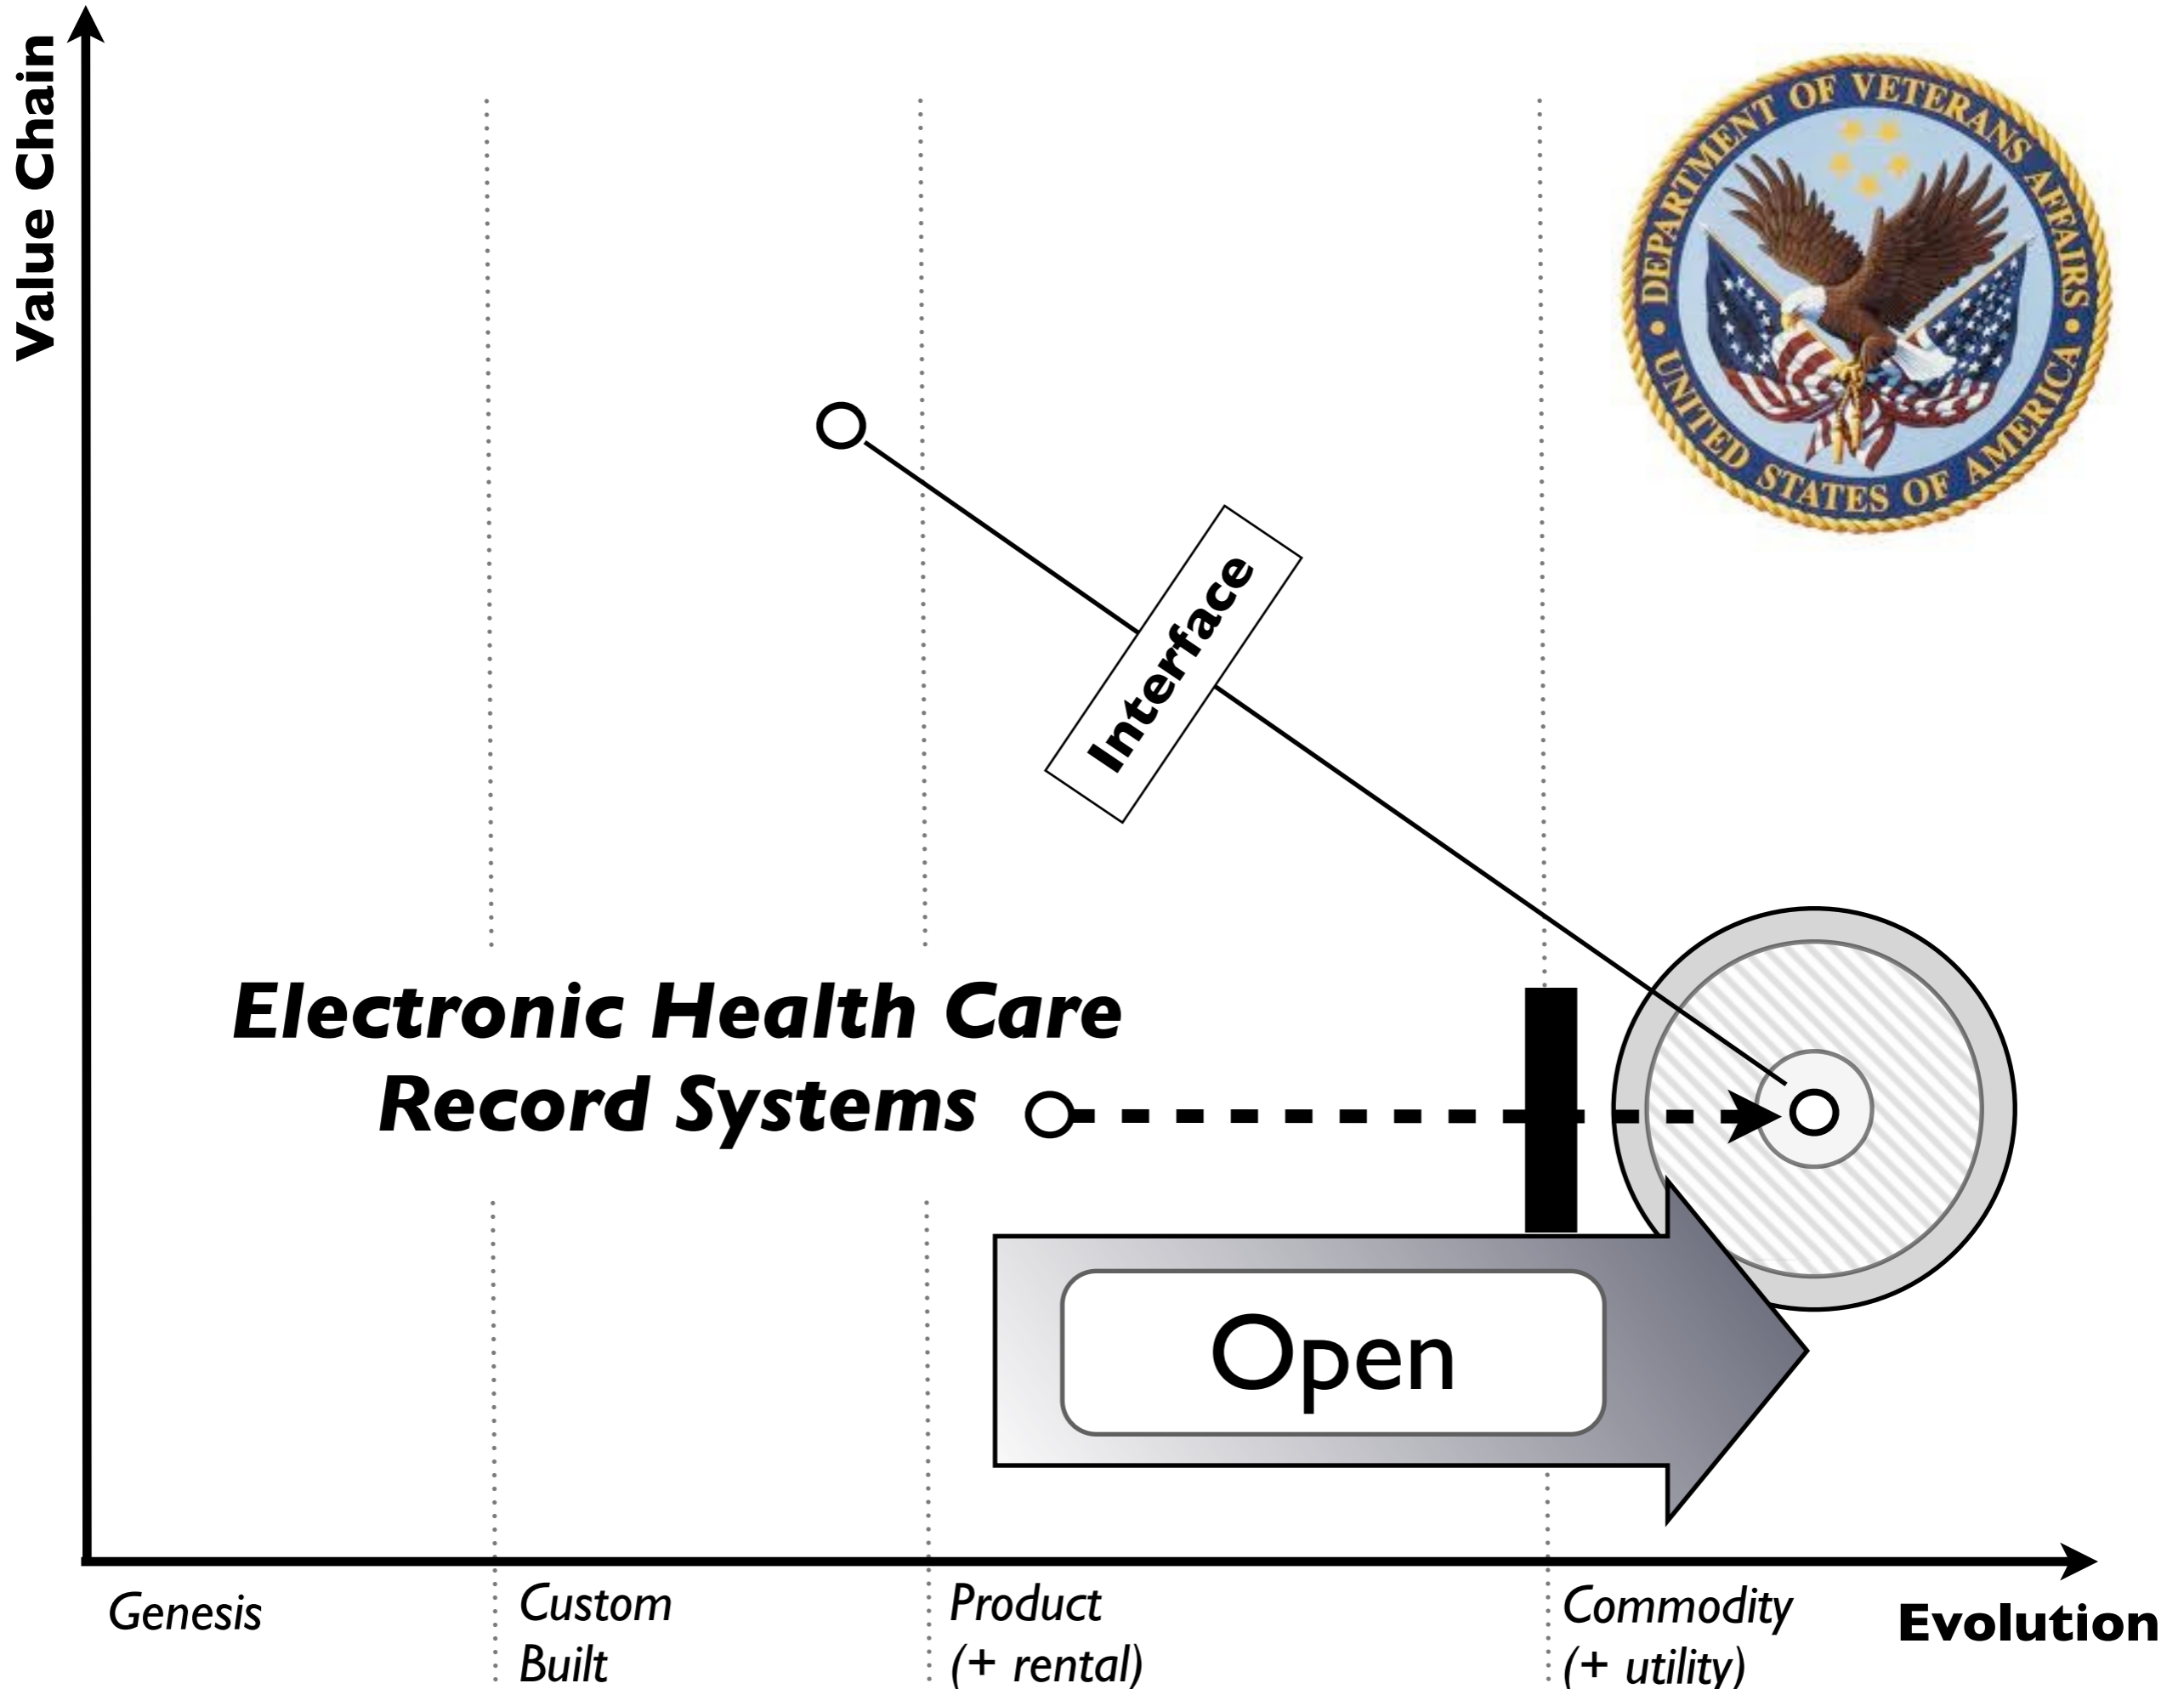 Value Chain
DEPARTMENT OF VETERANS AFFAIRS
UNITED STATES OF AMERICA
Interface
Electronic Health Care
Record Systems
Open
Genesis
Custom
Built
Product
(+ rental)
Commodity
(+ utility)
Evolution